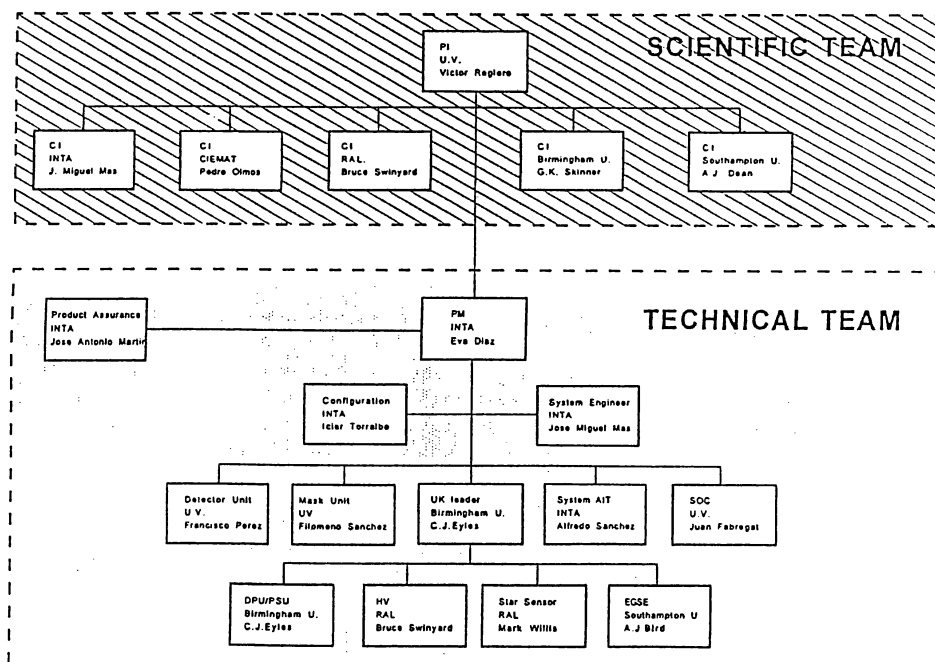 SCIENTIFIC TEAM
PI
U.V.
Victor Reglero
CI
INTA
J. Miguel Mas
CI
CIEMAT
Pedro Olmos
CI
RAL.
Bruce Swinyard
CI
Birmingham U.
G.K. Skinner
CI
Southampton U.
A.J. Dean
TECHNICAL TEAM
Product Assurance
INTA
Jose Antonio Martin
PM
INTA
Eva Diaz
Configuration
INTA
Iciar Torralba
System Engineer
INTA
Jose Miguel Mas
Detector Unit
U.V.
Francisco Perez
Mask Unit
UV
Filomeno Sanchez
UK leader
Birmingham U.
C.J.Eyles
System AIT
INTA
Alfredo Sanchez
SOC
U.V.
Juan Fabregat
DPU/PSU
Birmingham U.
C.J.Eyles
HV
RAL
Bruce Swinyard
Star Sensor
RAL
Mark Willis
EGSE
Southampton U
A.J Bird